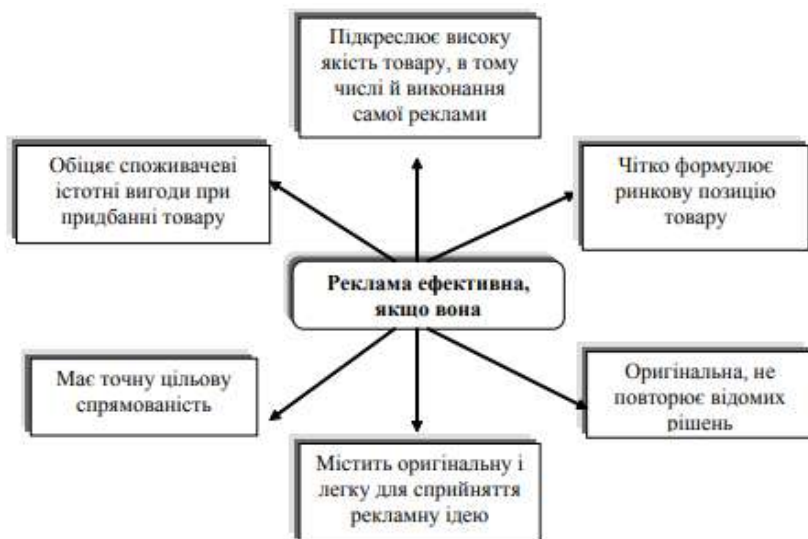 Підкреслює високу
якість товару, в тому
числі й виконання
самої реклами
Обіцяє споживачеві
істотні вигоди при
придбанні товару
Чітко формулює
ринкову позицію
товару
Реклама ефективна,
якщо вона
Має точну цільову
спрямованість
Оригінальна, не
повторює відомих
рішень
Містить оригінальну і
легку для сприйняття
рекламну ідею